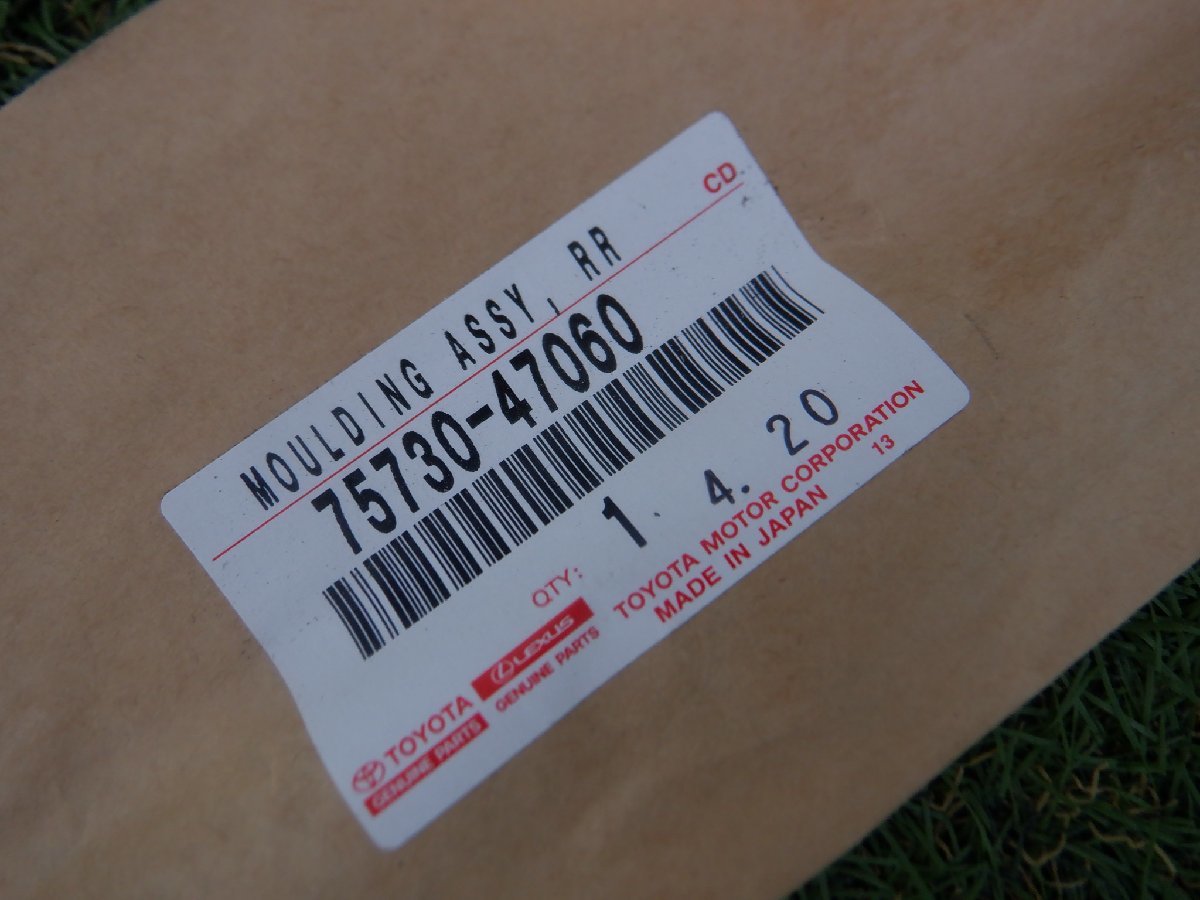 CD
MOULDING ASSY, RR
75730-47060
QTY: 1 4. 20
TOYOTA LEXUS TOYOTA MOTOR CORPORATION
GENUINE PARTS GENUINE PARTS MADE IN JAPAN 13